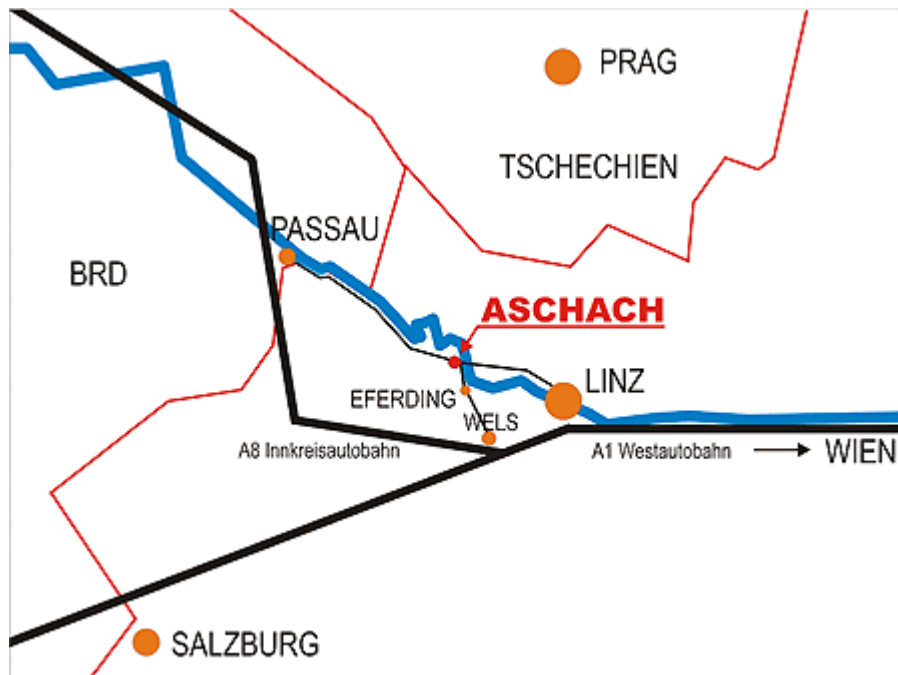 PRAG
TSCHECHIEN
PASSAU
BRD
ASCHACH
LINZ
EFERDING
WELS
A8 Innkreisautobahn
A1 Westautobahn
WIEN
SALZBURG